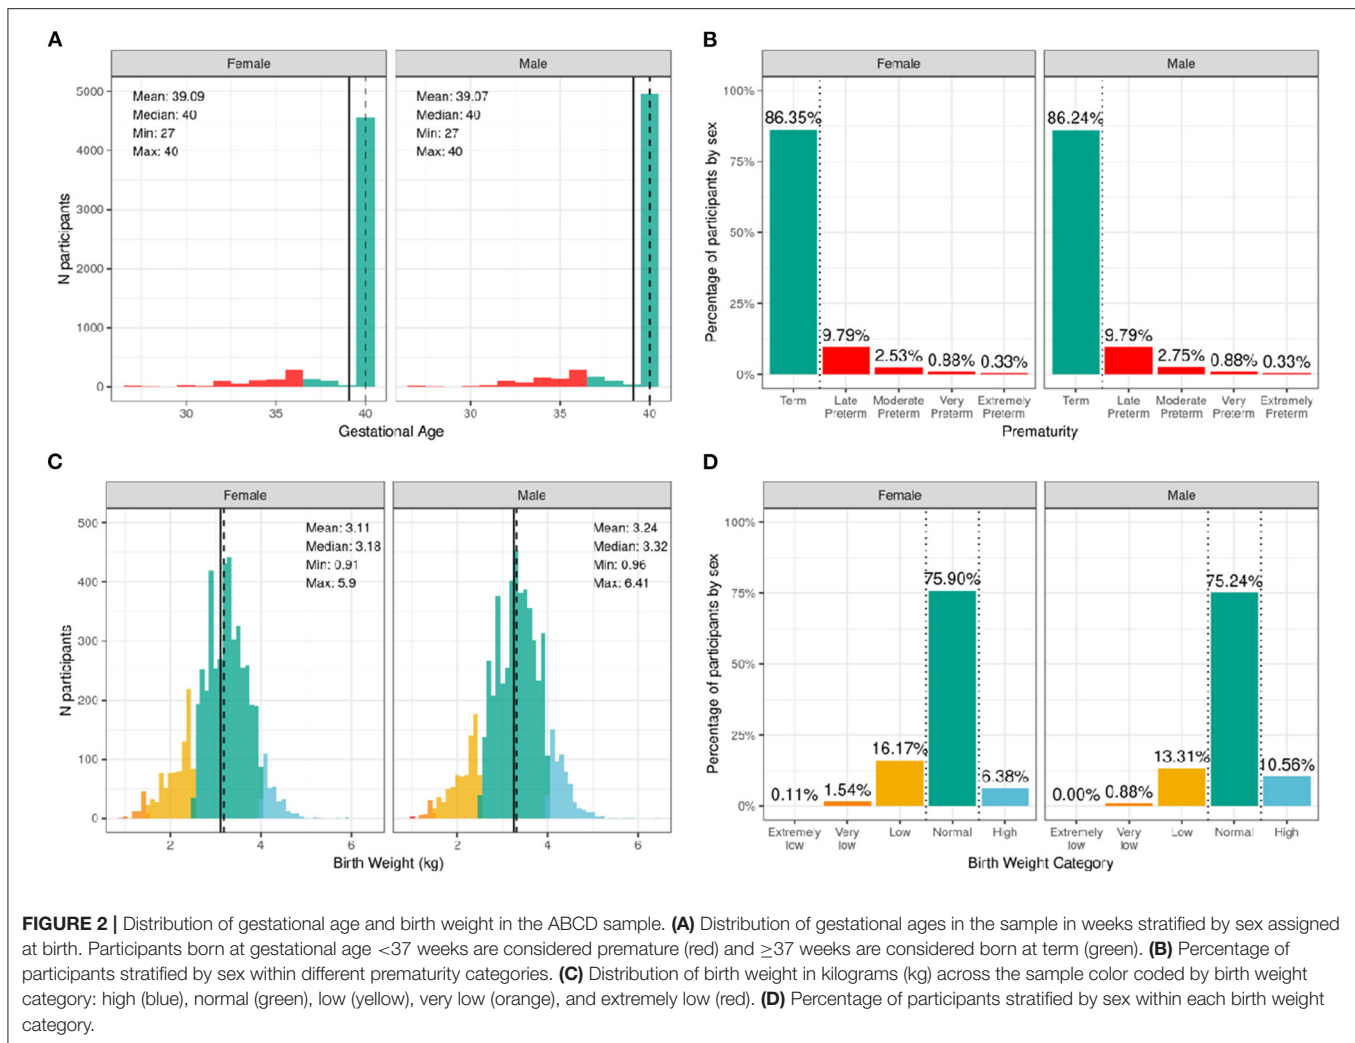 A
Female
Male
Mean: 39.09
Median: 40
Min: 27
Max: 40
Mean: 39.07
Median: 40
Min: 27
Max: 40
5000
4000
3000
2000
1000
0
N participants
30
35
40
30
35
40
Gestational Age
B
Female
Male
100%
75%
50%
25%
0%
Percentage of participants by sex
86.35%
9.79%
2.53%
0.88%
0.33%
86.24%
9.79%
2.75%
0.88%
0.33%
Term
Late Preterm
Moderate Preterm
Very Preterm
Extremely Preterm
Term
Late Preterm
Moderate Preterm
Very Preterm
Extremely Preterm
Prematurity
C
Female
Male
Mean: 3.11
Median: 3.18
Min: 0.91
Max: 5.9
Mean: 3.24
Median: 3.32
Min: 0.96
Max: 6.41
500
400
300
200
100
0
N participants
2
4
6
2
4
6
Birth Weight (kg)
D
Female
Male
100%
75%
50%
25%
0%
Percentage of participants by sex
0.11%
1.54%
16.17%
75.90%
6.38%
0.00%
0.88%
13.31%
75.24%
10.56%
Extremely low
Very low
Low
Normal
High
Extremely low
Very low
Low
Normal
High
Birth Weight Category
FIGURE 2 | Distribution of gestational age and birth weight in the ABCD sample. (A) Distribution of gestational ages in the sample in weeks stratified by sex assigned
at birth. Participants born at gestational age <37 weeks are considered premature (red) and ≥37 weeks are considered born at term (green). (B) Percentage of
participants stratified by sex within different prematurity categories. (C) Distribution of birth weight in kilograms (kg) across the sample color coded by birth weight
category: high (blue), normal (green), low (yellow), very low (orange), and extremely low (red). (D) Percentage of participants stratified by sex within each birth weight
category.